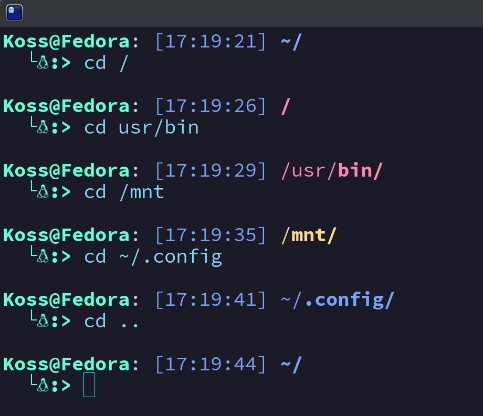 Koss@Fedora: [17:19:21] ~/
└:> cd /
Koss@Fedora: [17:19:26] /
└:> cd usr/bin
Koss@Fedora: [17:19:29] /usr/bin/
└:> cd /mnt
Koss@Fedora: [17:19:35] /mnt/
└:> cd ~/.config
Koss@Fedora: [17:19:41] ~/.config/
└:> cd ..
Koss@Fedora: [17:19:44] ~/
└:>